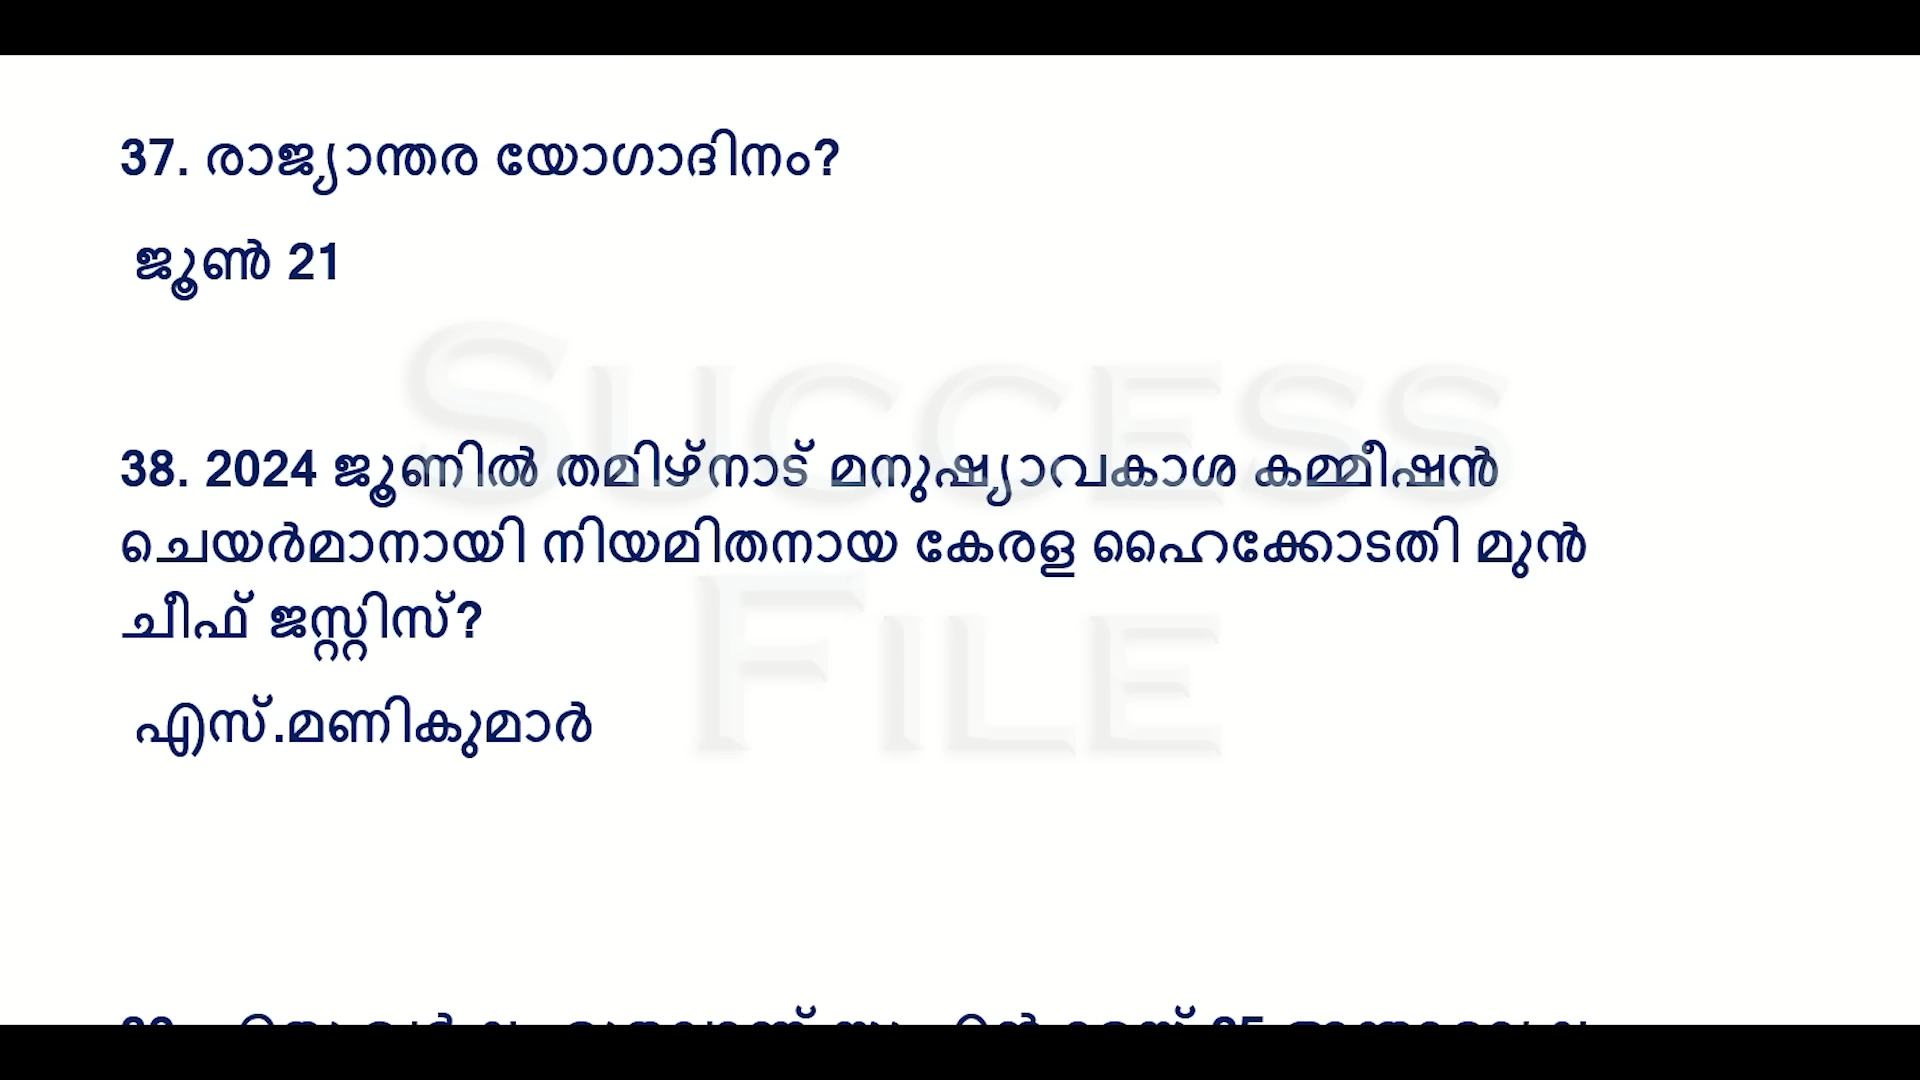 37. രാജ്യാന്തര യോഗാദിനം?
ജൂൺ 21
SUCCESS
38. 2024 ജൂണിൽ തമിഴ്നാട് മനുഷ്യാവകാശ കമ്മീഷൻ
ചെയർമാനായി നിയമിതനായ കേരള ഹൈക്കോടതി മുൻ
ചീഫ് ജസ്റ്റിസ്?
FILE
എസ്.മണികുമാർ